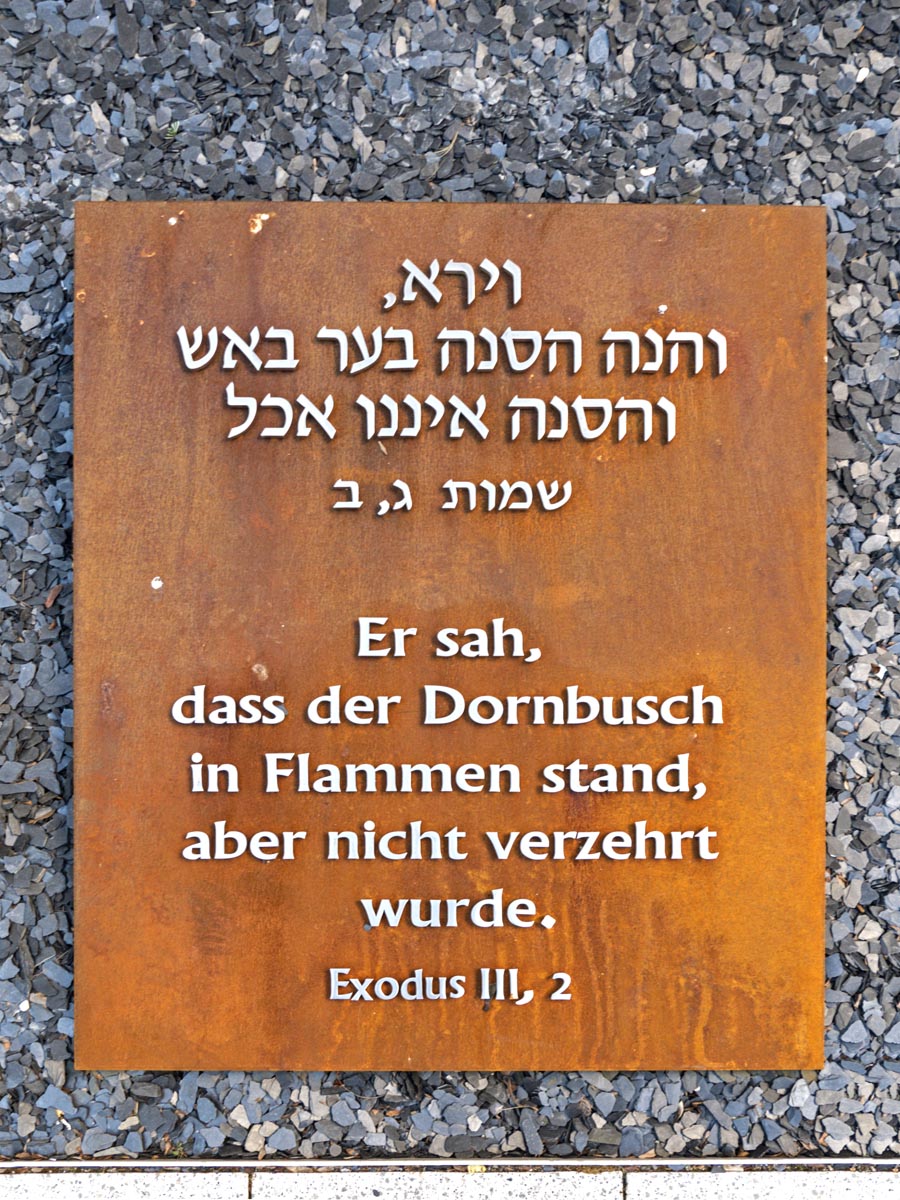 וירא,
והנה הסנה בער באש
והסנה איננו אכל
שמות ג, ב
Er sah,
dass der Dornbusch
in Flammen stand,
aber nicht verzehrt
wurde.
Exodus III, 2